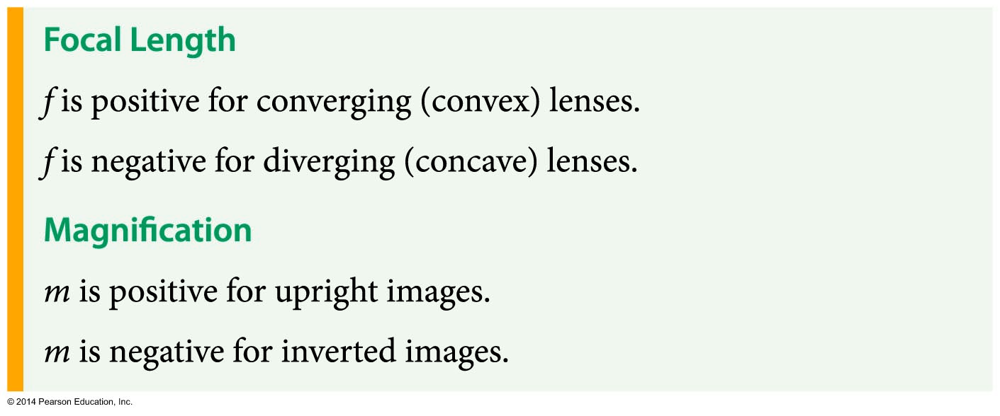 Focal Length
f is positive for converging (convex) lenses.
f is negative for diverging (concave) lenses.
Magnification
m is positive for upright images.
m is negative for inverted images.
© 2014 Pearson Education, Inc.